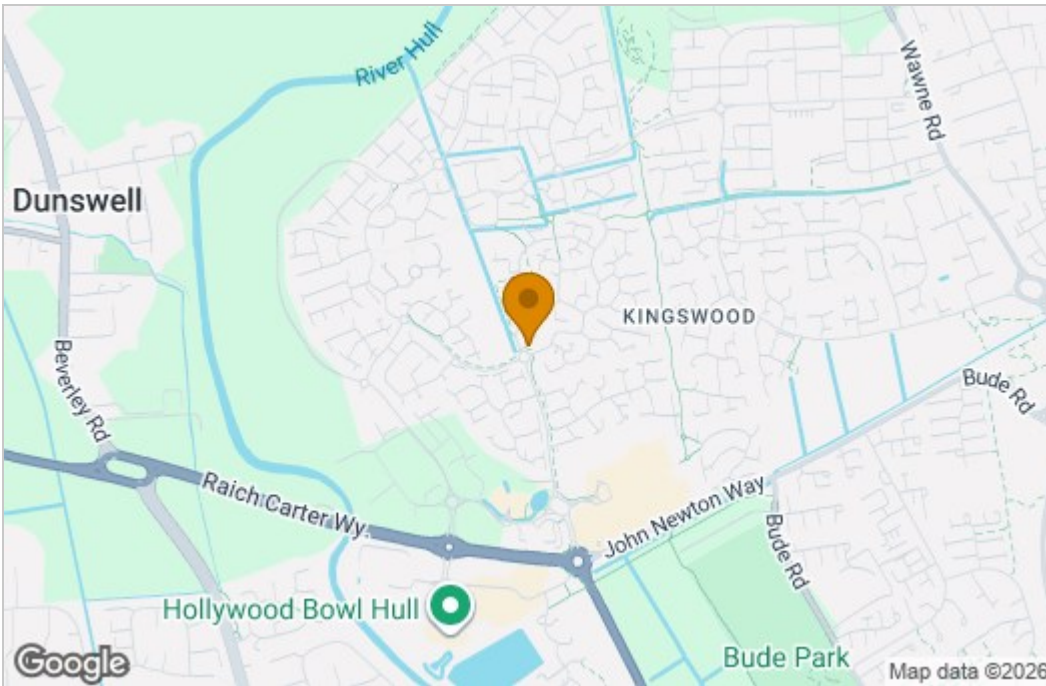 River Hull
Wawne Rd
Dunswell
KINGSWOOD
Beverley Rd
Bude Rd
Raich Carter Wy.
John Newton Way
Bude Rd
Hollywood Bowl Hull
Bude Park
Google
Map data ©2026